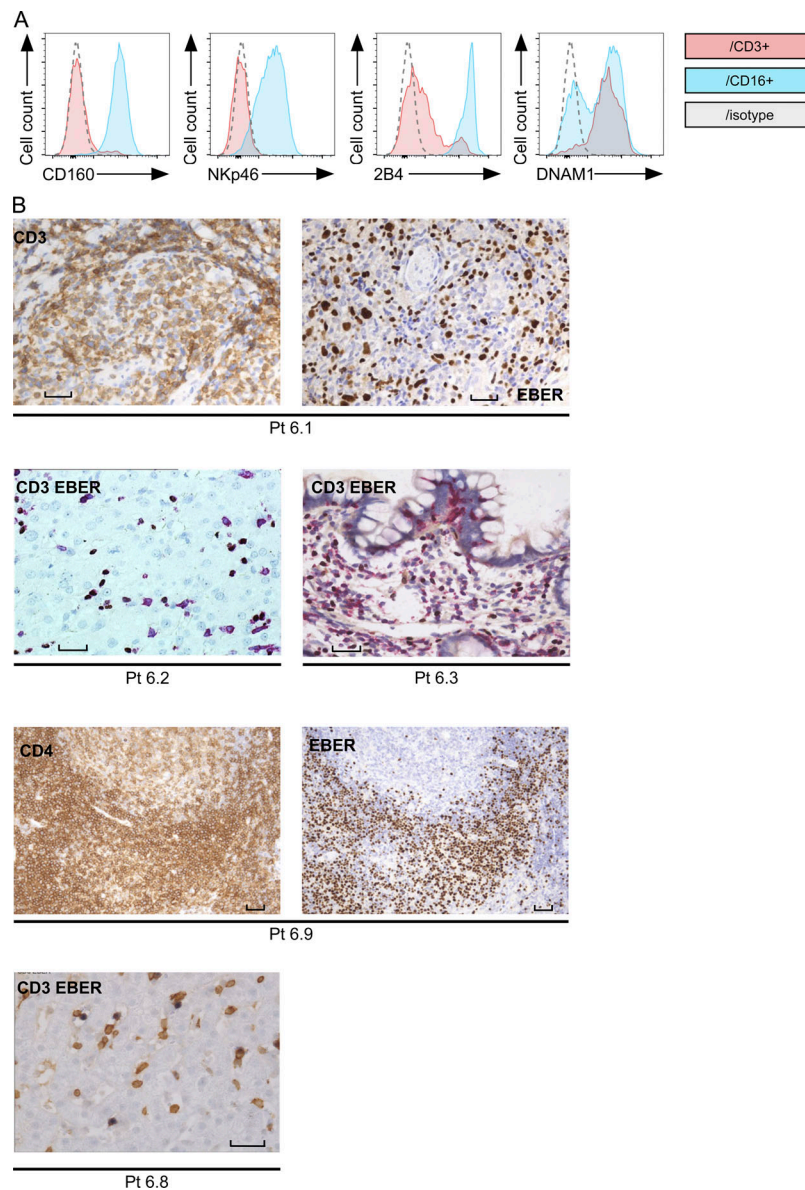 A
Cell count
CD160
Cell count
NKp46
Cell count
2B4
Cell count
DNAM1
/CD3+
/CD16+
/isotype
B
CD3
EBER
Pt 6.1
CD3 EBER
CD3 EBER
Pt 6.2
Pt 6.3
CD4
EBER
Pt 6.9
CD3 EBER
Pt 6.8